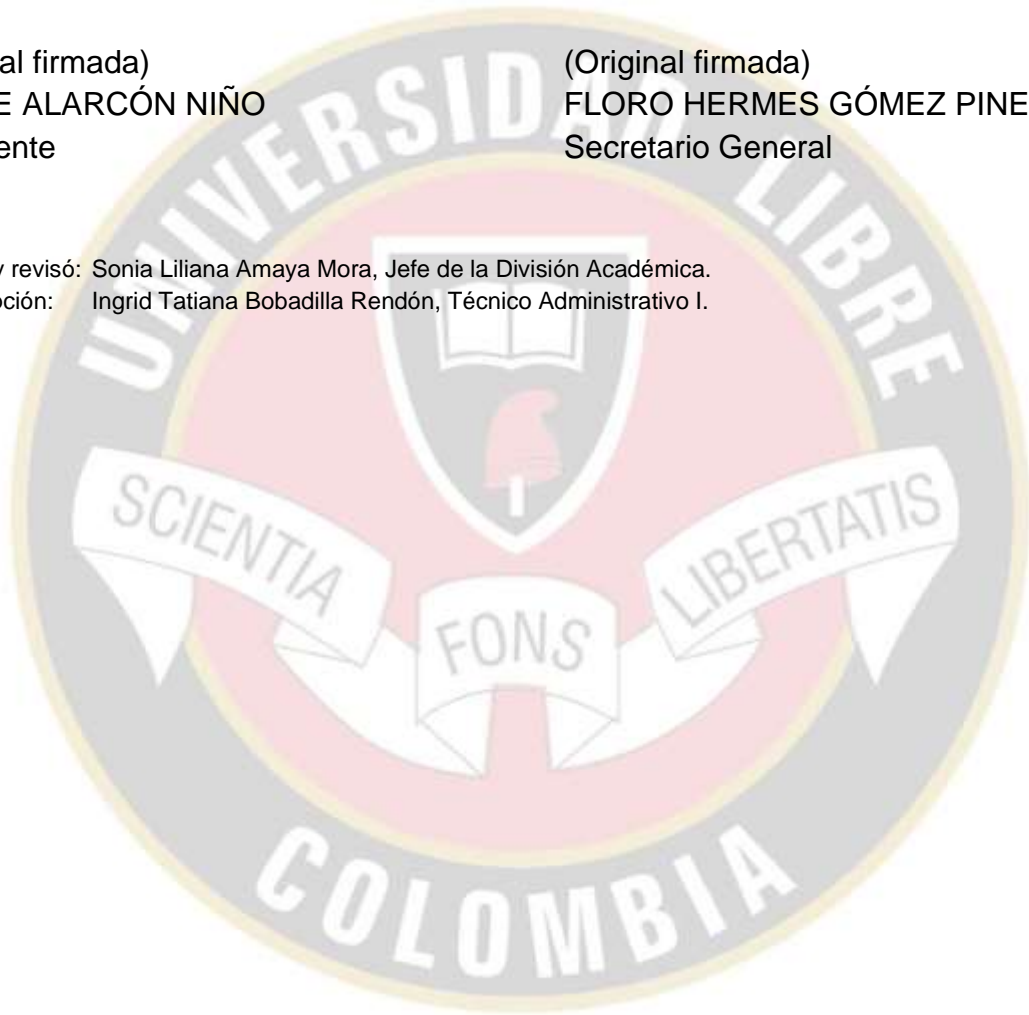 al firmada)
E ALARCÓN NIÑO
ente
(Original firmada)
FLORO HERMES GÓMEZ PINE
Secretario General
y revisó: Sonia Liliana Amaya Mora, Jefe de la División Académica.
oción: Ingrid Tatiana Bobadilla Rendón, Técnico Administrativo I.
UNIVERSIDAD LIBRE
SCIENTIA
FONS
LIBERTATIS
COLOMBIA